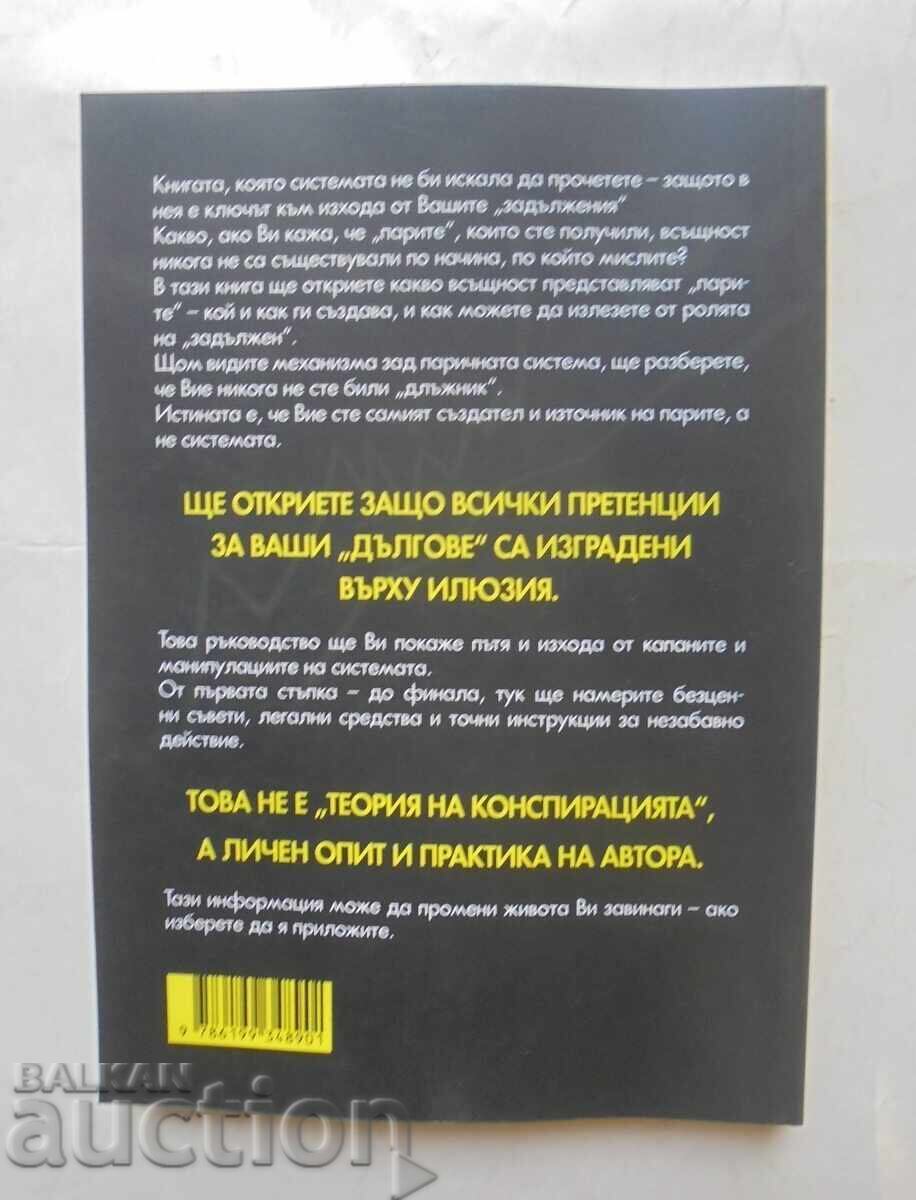 Книгата, която системата не би искала да прочетете – защото в
нея е ключът към изхода от Вашите „задължения"
Какво, ако Ви кажа, че „парите", които сте получили, всъщност
никога не са съществували по начина, по който мислите?
В тази книга ще откриете какво всъщност представляват „пари-
те" – кой и как ги създава, и как можете да излезете от ролята
на „задължен".
Щом видите механизма зад паричната система, ще разберете,
че Вие никога не сте били „длъжник".
Истината е, че Вие сте самият създател и източник на парите, а
не системата.
ЩЕ ОТКРИЕТЕ ЗАЩО ВСИЧКИ ПРЕТЕНЦИИ
ЗА ВАШИ „ДЪЛГОВЕ" СА ИЗГРАДЕНИ
ВЪРХУ ИЛЮЗИЯ.
Това ръководство ще Ви покаже пътя и изхода от капаните и
манипулациите на системата.
От първата стъпка – до финала, тук ще намерите безцен-
ни съвети, легални средства и точни инструкции за незабавно
действие.
ТОВА НЕ Е „ТЕОРИЯ НА КОНСПИРАЦИЯТА",
А ЛИЧЕН ОПИТ И ПРАКТИКА НА АВТОРА.
Тази информация може да промени живота Ви завинаги – ако
изберете да я приложите.
9 786199 348901
BALKAN
auction